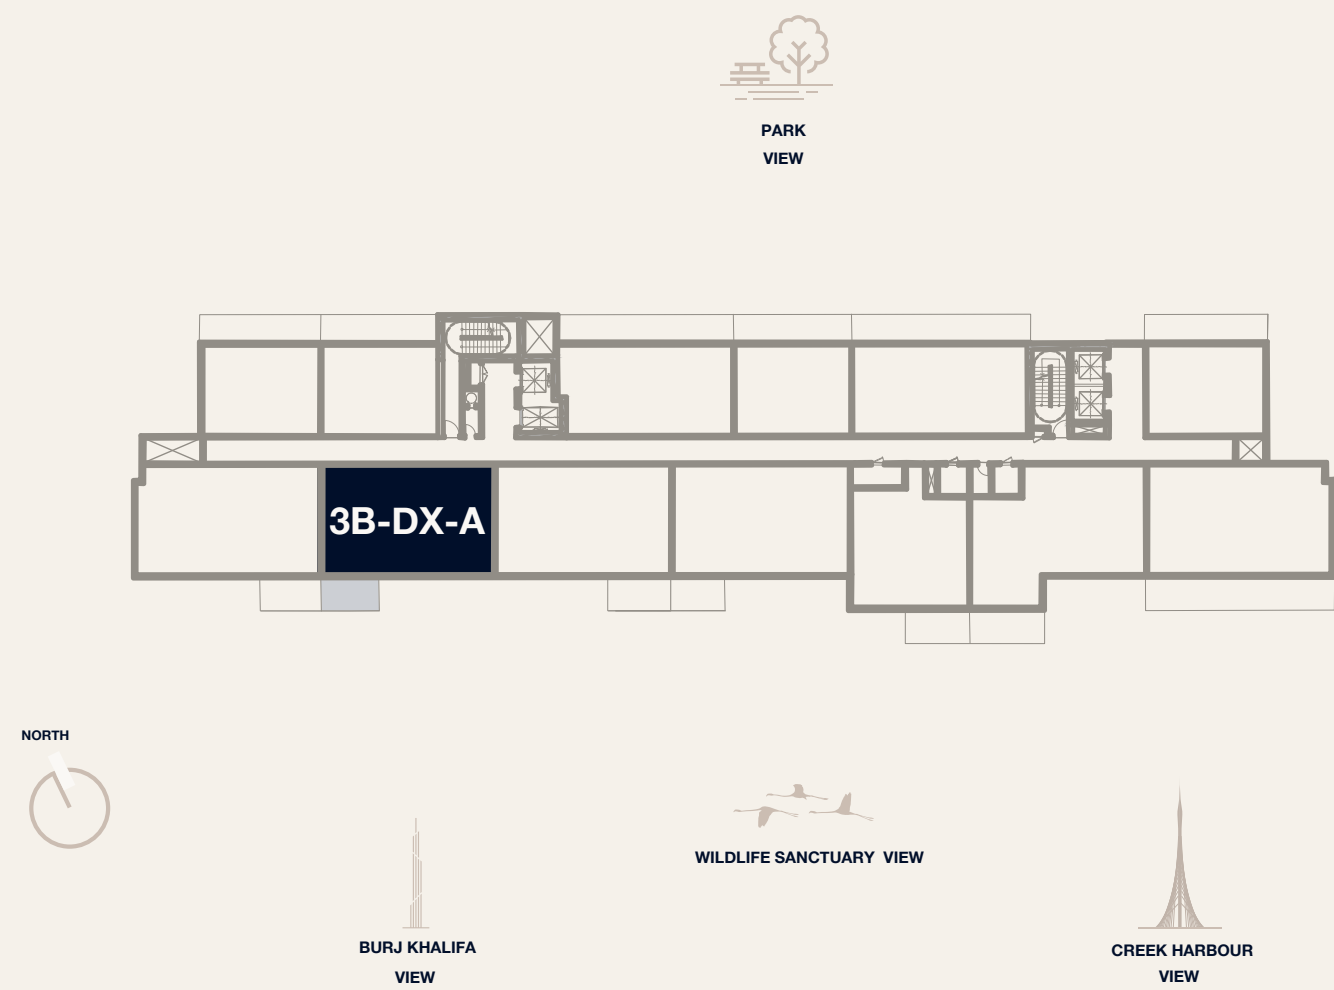 PARK
VIEW
3B-DX-A
NORTH
WILDLIFE SANCTUARY VIEW
BURJ KHALIFA
VIEW
CREEK HARBOUR
VIEW